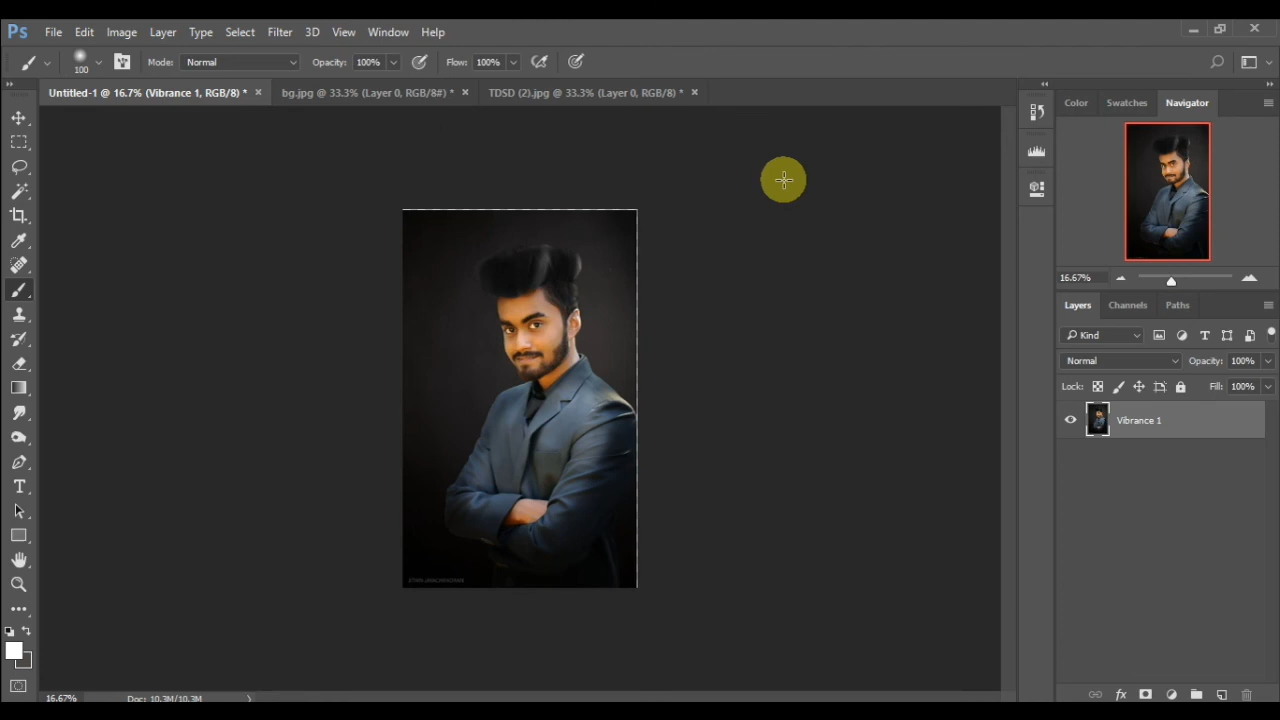 Ps File Edit Image Layer Type Select Filter 3D View Window Help
100 Mode: Normal Opacity: 100% Flow: 100%
Untitled-1 @ 16.7% (Vibrance 1, RGB/8) * × bg.jpg @ 33.3% (Layer 0, RGB/8#) * × TDSD (2).jpg @ 33.3% (Layer 0, RGB/8) * ×
Color Swatches Navigator
16.67%
Layers Channels Paths
Kind
Normal Opacity: 100%
Lock: Fill: 100%
Vibrance 1
16.67% Doc: 10.3M/10.3M